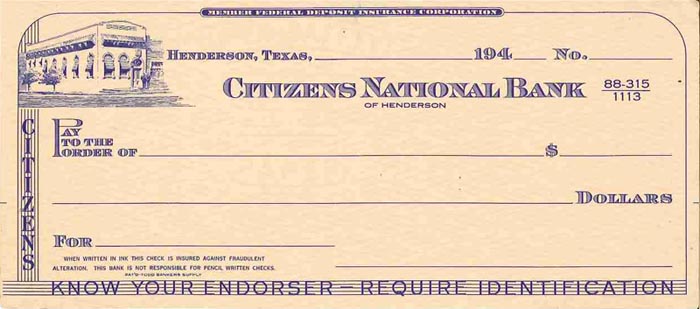 MEMBER FEDERAL DEPOSIT INSURANCE CORPORATION
HENDERSON, TEXAS, 194 NO.
CITIZENS NATIONAL BANK
OF HENDERSON
88-315
1113
CITIZENS
PAY
TO THE
ORDER OF $
DOLLARS
FOR
WHEN WRITTEN IN INK THIS CHECK IS INSURED AGAINST FRAUDULENT
ALTERATION. THIS BANK IS NOT RESPONSIBLE FOR PENCIL WRITTEN CHECKS.
BANKERS SUPPLY
KNOW YOUR ENDORSER — REQUIRE IDENTIFICATION